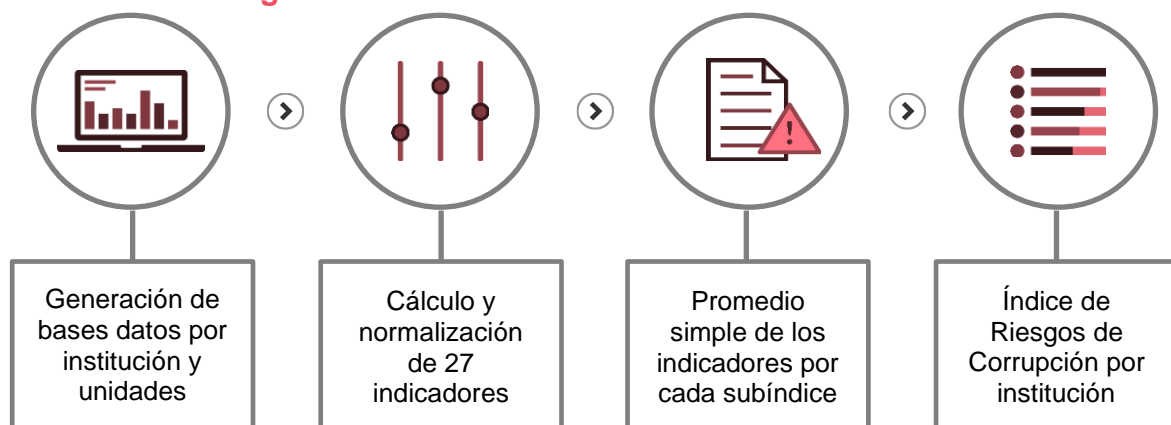 Generación de
bases datos por
institución y
unidades
Cálculo y
normalización
de 27
indicadores
Promedio
simple de los
indicadores por
cada subíndice
Índice de
Riesgos de
Corrupción por
institución